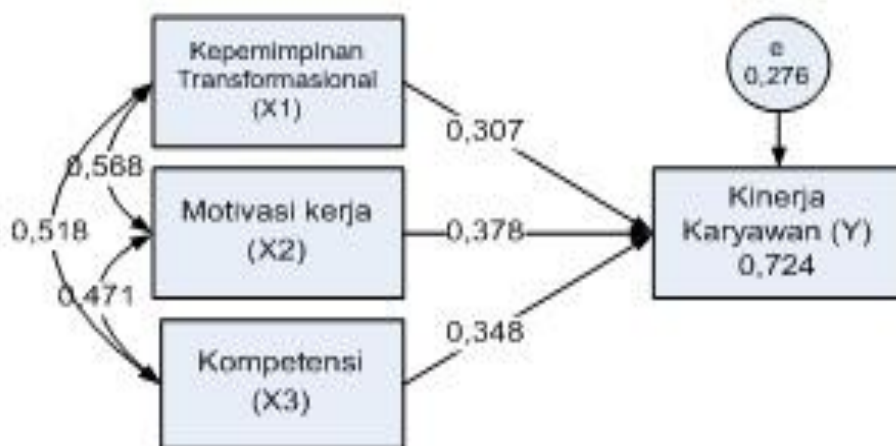 Kepemimpinan
Transformasional
(X1)
e
0,276
0,307
0,568
Motivasi kerja
(X2)
0,518
0,378
Kinerja
Karyawan (Y)
0,724
0,471
0,348
Kompetensi
(X3)